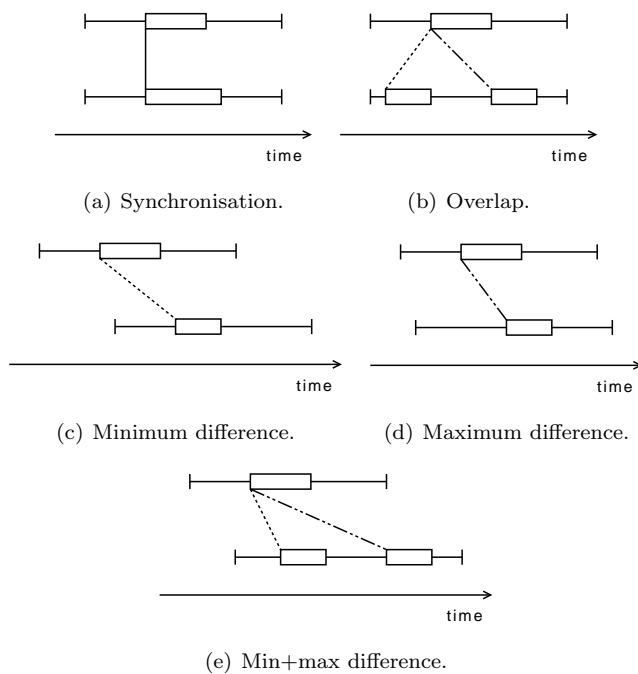 time
time
(a) Synchronisation.
(b) Overlap.
time
time
(c) Minimum difference.
(d) Maximum difference.
time
(e) Min+max difference.